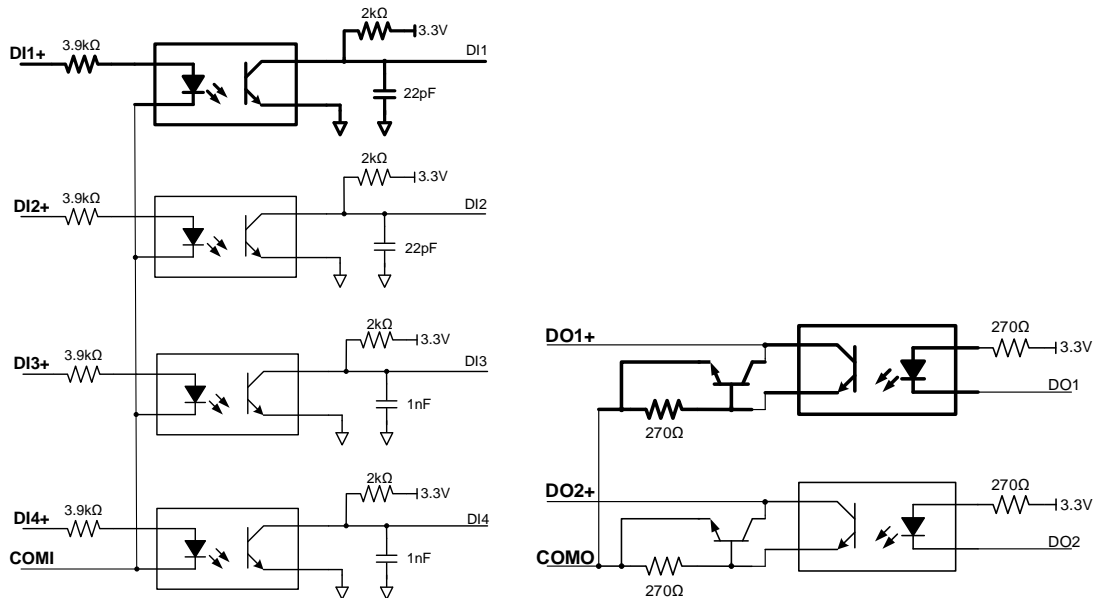 2kΩ
3.3V
DI1+
3.9kΩ
DI1
22pF
2kΩ
3.3V
DI2+
3.9kΩ
DI2
22pF
2kΩ
3.3V
DI3+
3.9kΩ
DI3
1nF
2kΩ
3.3V
DI4+
3.9kΩ
DI4
COMI
1nF
DO1+
270Ω
3.3V
DO1
270Ω
DO2+
270Ω
3.3V
DO2
COMO
270Ω